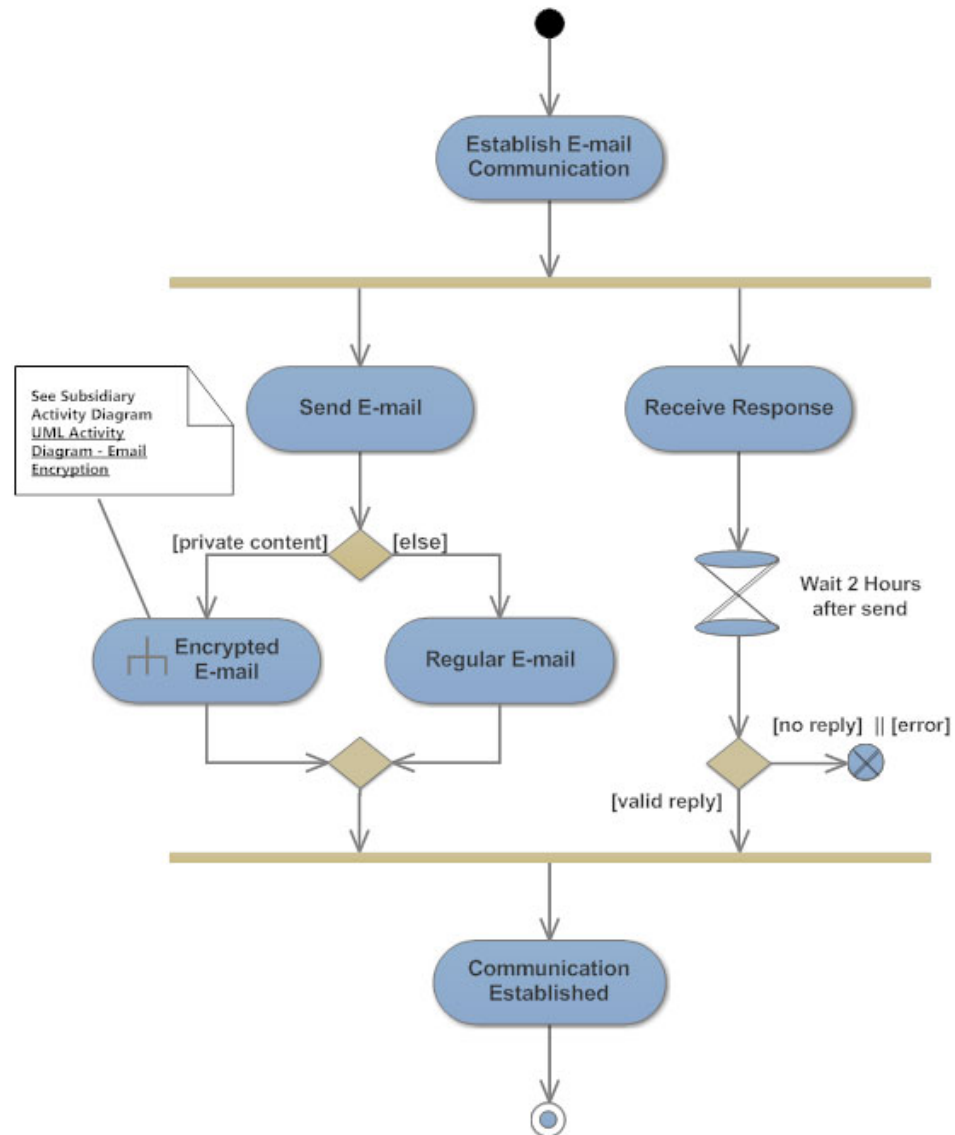 Establish E-mail
Communication
See Subsidiary
Activity Diagram
UML Activity
Diagram - Email
Encryption
Send E-mail
Receive Response
[private content]
[else]
Wait 2 Hours
after send
Encrypted
E-mail
Regular E-mail
[no reply] || [error]
[valid reply]
Communication
Established